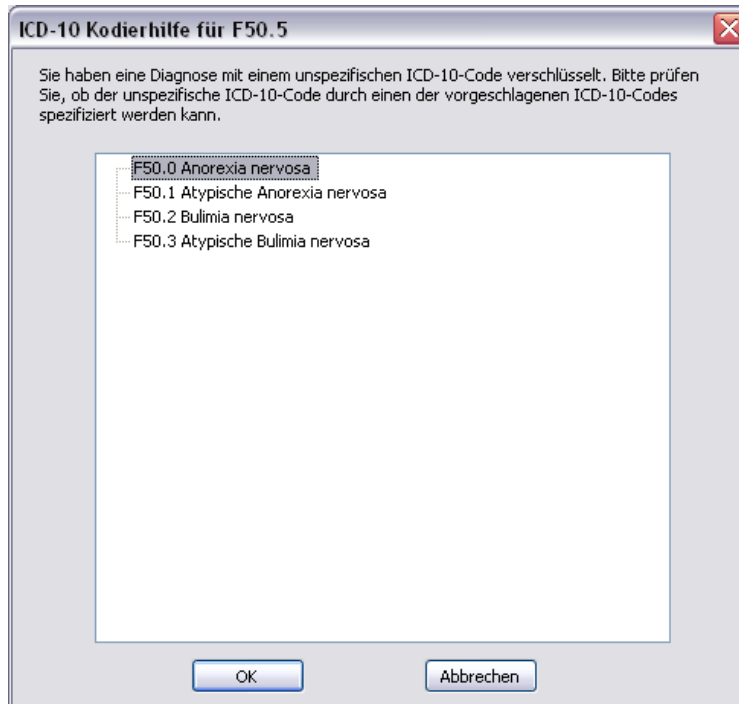 ICD-10 Kodierhilfe für F50.5
Sie haben eine Diagnose mit einem unspezifischen ICD-10-Code verschlüsselt. Bitte prüfen
Sie, ob der unspezifische ICD-10-Code durch einen der vorgeschlagenen ICD-10-Codes
spezifiziert werden kann.
F50.0 Anorexia nervosa
F50.1 Atypische Anorexia nervosa
F50.2 Bulimia nervosa
F50.3 Atypische Bulimia nervosa
OK
Abbrechen